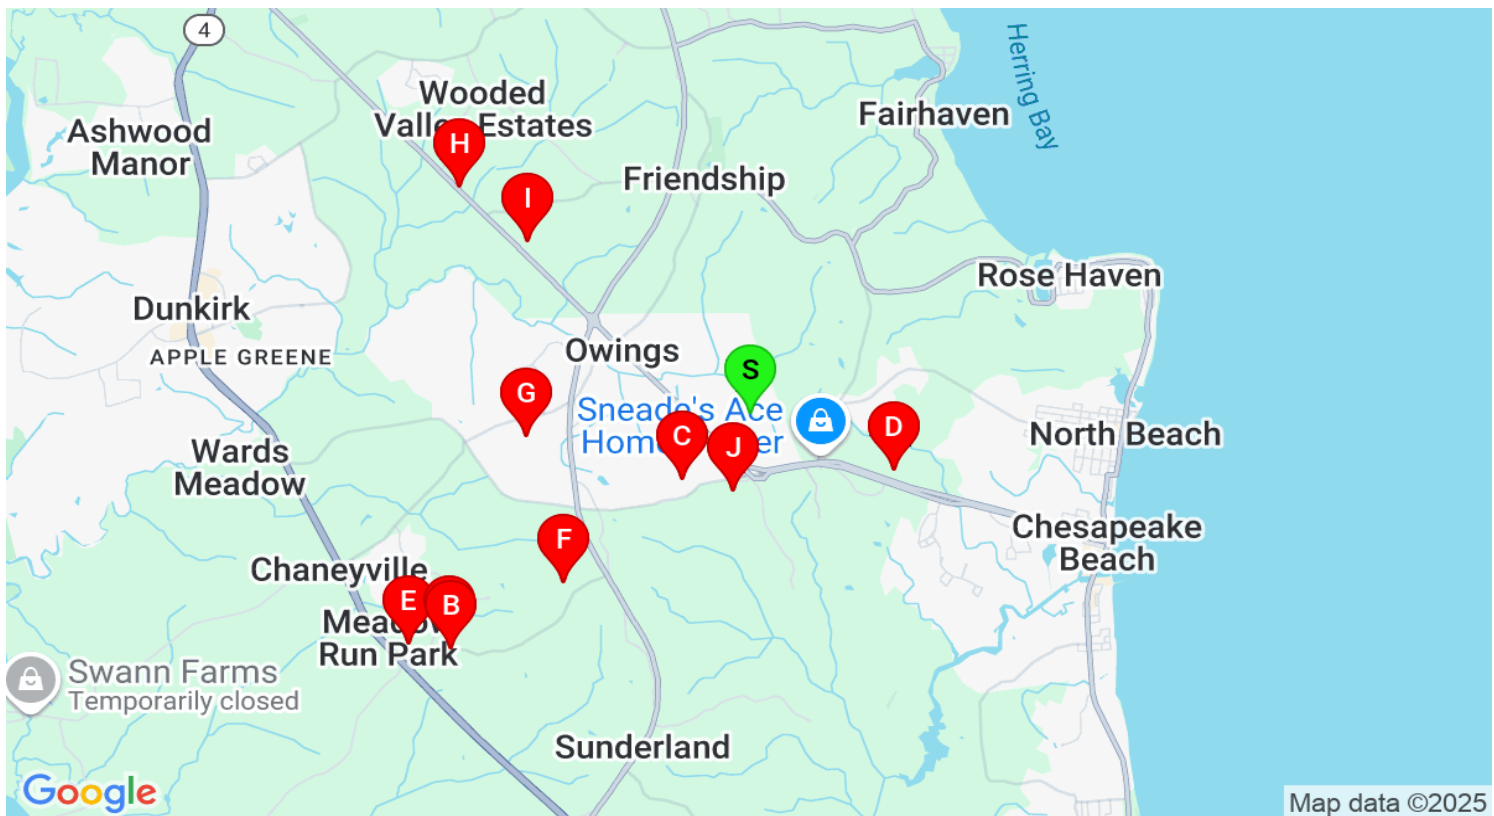 4
Herring Bay
Wooded
Valley Estates
Fairhaven
Ashwood
Manor
H
Friendship
I
Rose Haven
Dunkirk
Owings
APPLE GREENE
S
G
Sneade's Ace
Home Center
C
J
D
North Beach
Wards
Meadow
Chesapeake
Beach
F
Chaneyville
E
B
Meadow
Run Park
Swann Farms
Temporarily closed
Sunderland
Google
Map data ©2025